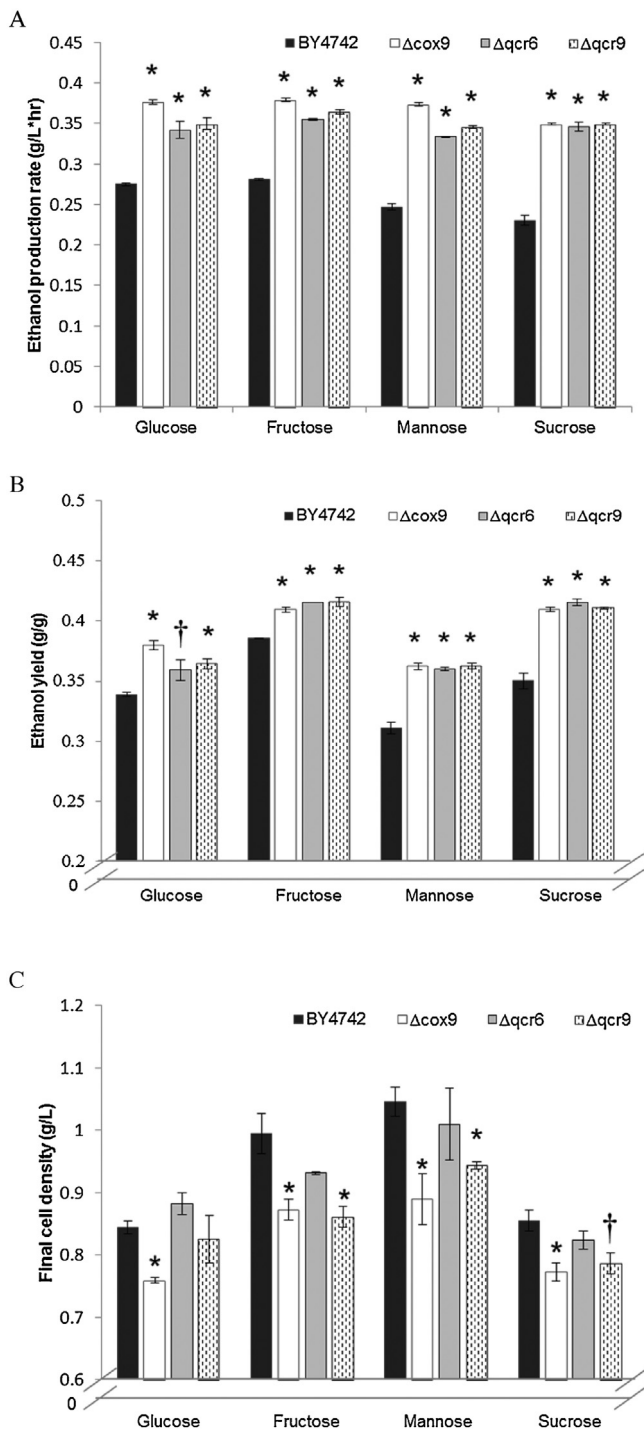 A
BY4742 Δcox9 Δqcr6 Δqcr9
Ethanol production rate (g/L*hr)
0.45
0.4
0.35
0.3
0.25
0.2
0.15
0.1
0.05
0
* * * * * * * * * * * *
Glucose Fructose Mannose Sucrose
B
BY4742 Δcox9 Δqcr6 Δqcr9
Ethanol yield (g/g)
0.5
0.45
0.4
0.35
0.3
0.25
0.2
0
* † * * * * * * * * * *
Glucose Fructose Mannose Sucrose
C
BY4742 Δcox9 Δqcr6 Δqcr9
Final cell density (g/L)
1.2
1.1
1
0.9
0.8
0.7
0.6
0
* * * * * * †
Glucose Fructose Mannose Sucrose